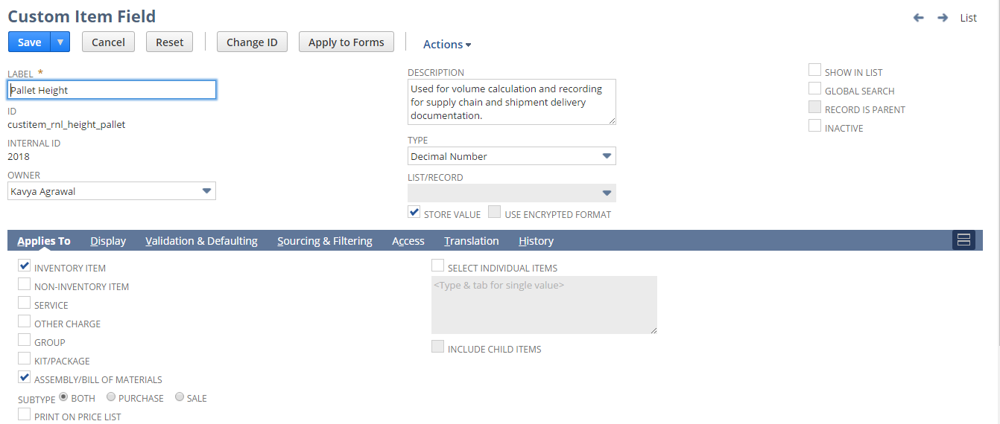 Custom Item Field
List
Save
Cancel
Reset
Change ID
Apply to Forms
Actions
LABEL *
Pallet Height
ID
custitem_rnl_height_pallet
INTERNAL ID
2018
OWNER
Kavya Agrawal
DESCRIPTION
Used for volume calculation and recording
for supply chain and shipment delivery
documentation.
TYPE
Decimal Number
LIST/RECORD
STORE VALUE
USE ENCRYPTED FORMAT
SHOW IN LIST
GLOBAL SEARCH
RECORD IS PARENT
INACTIVE
Applies To
Display
Validation & Defaulting
Sourcing & Filtering
Access
Translation
History
INVENTORY ITEM
NON-INVENTORY ITEM
SERVICE
OTHER CHARGE
GROUP
KIT/PACKAGE
ASSEMBLY/BILL OF MATERIALS
SUBTYPE BOTH PURCHASE SALE
PRINT ON PRICE LIST
SELECT INDIVIDUAL ITEMS
<Type & tab for single value>
INCLUDE CHILD ITEMS